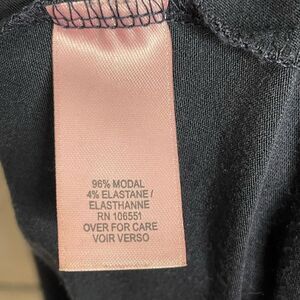 96% MODAL
4% ELASTANE /
ELASTHANNE
RN 106551
OVER FOR CARE
VOIR VERSO